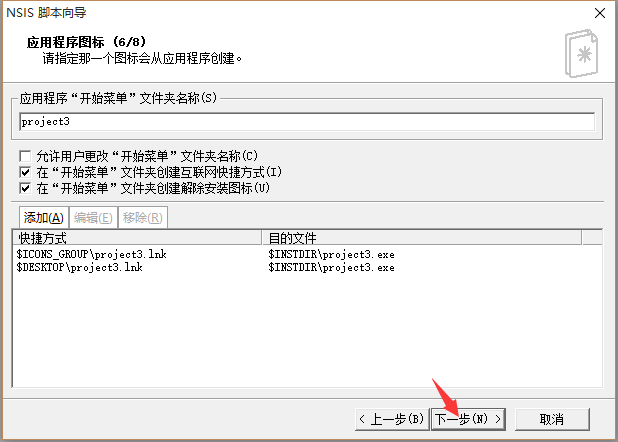 NSIS 脚本向导
应用程序图标 (6/8)
请指定那一个图标会从应用程序创建。
应用程序“开始菜单”文件夹名称(S)
project3
允许用户更改“开始菜单”文件夹名称(C)
在“开始菜单”文件夹创建互联网快捷方式(I)
在“开始菜单”文件夹创建解除安装图标(U)
添加(A) 编辑(E) 移除(R)
快捷方式 目的文件
$ICONS_GROUP\project3.lnk $INSTDIR\project3.exe
$DESKTOP\project3.lnk $INSTDIR\project3.exe
< 上一步(B) 下一步(N) > 取消